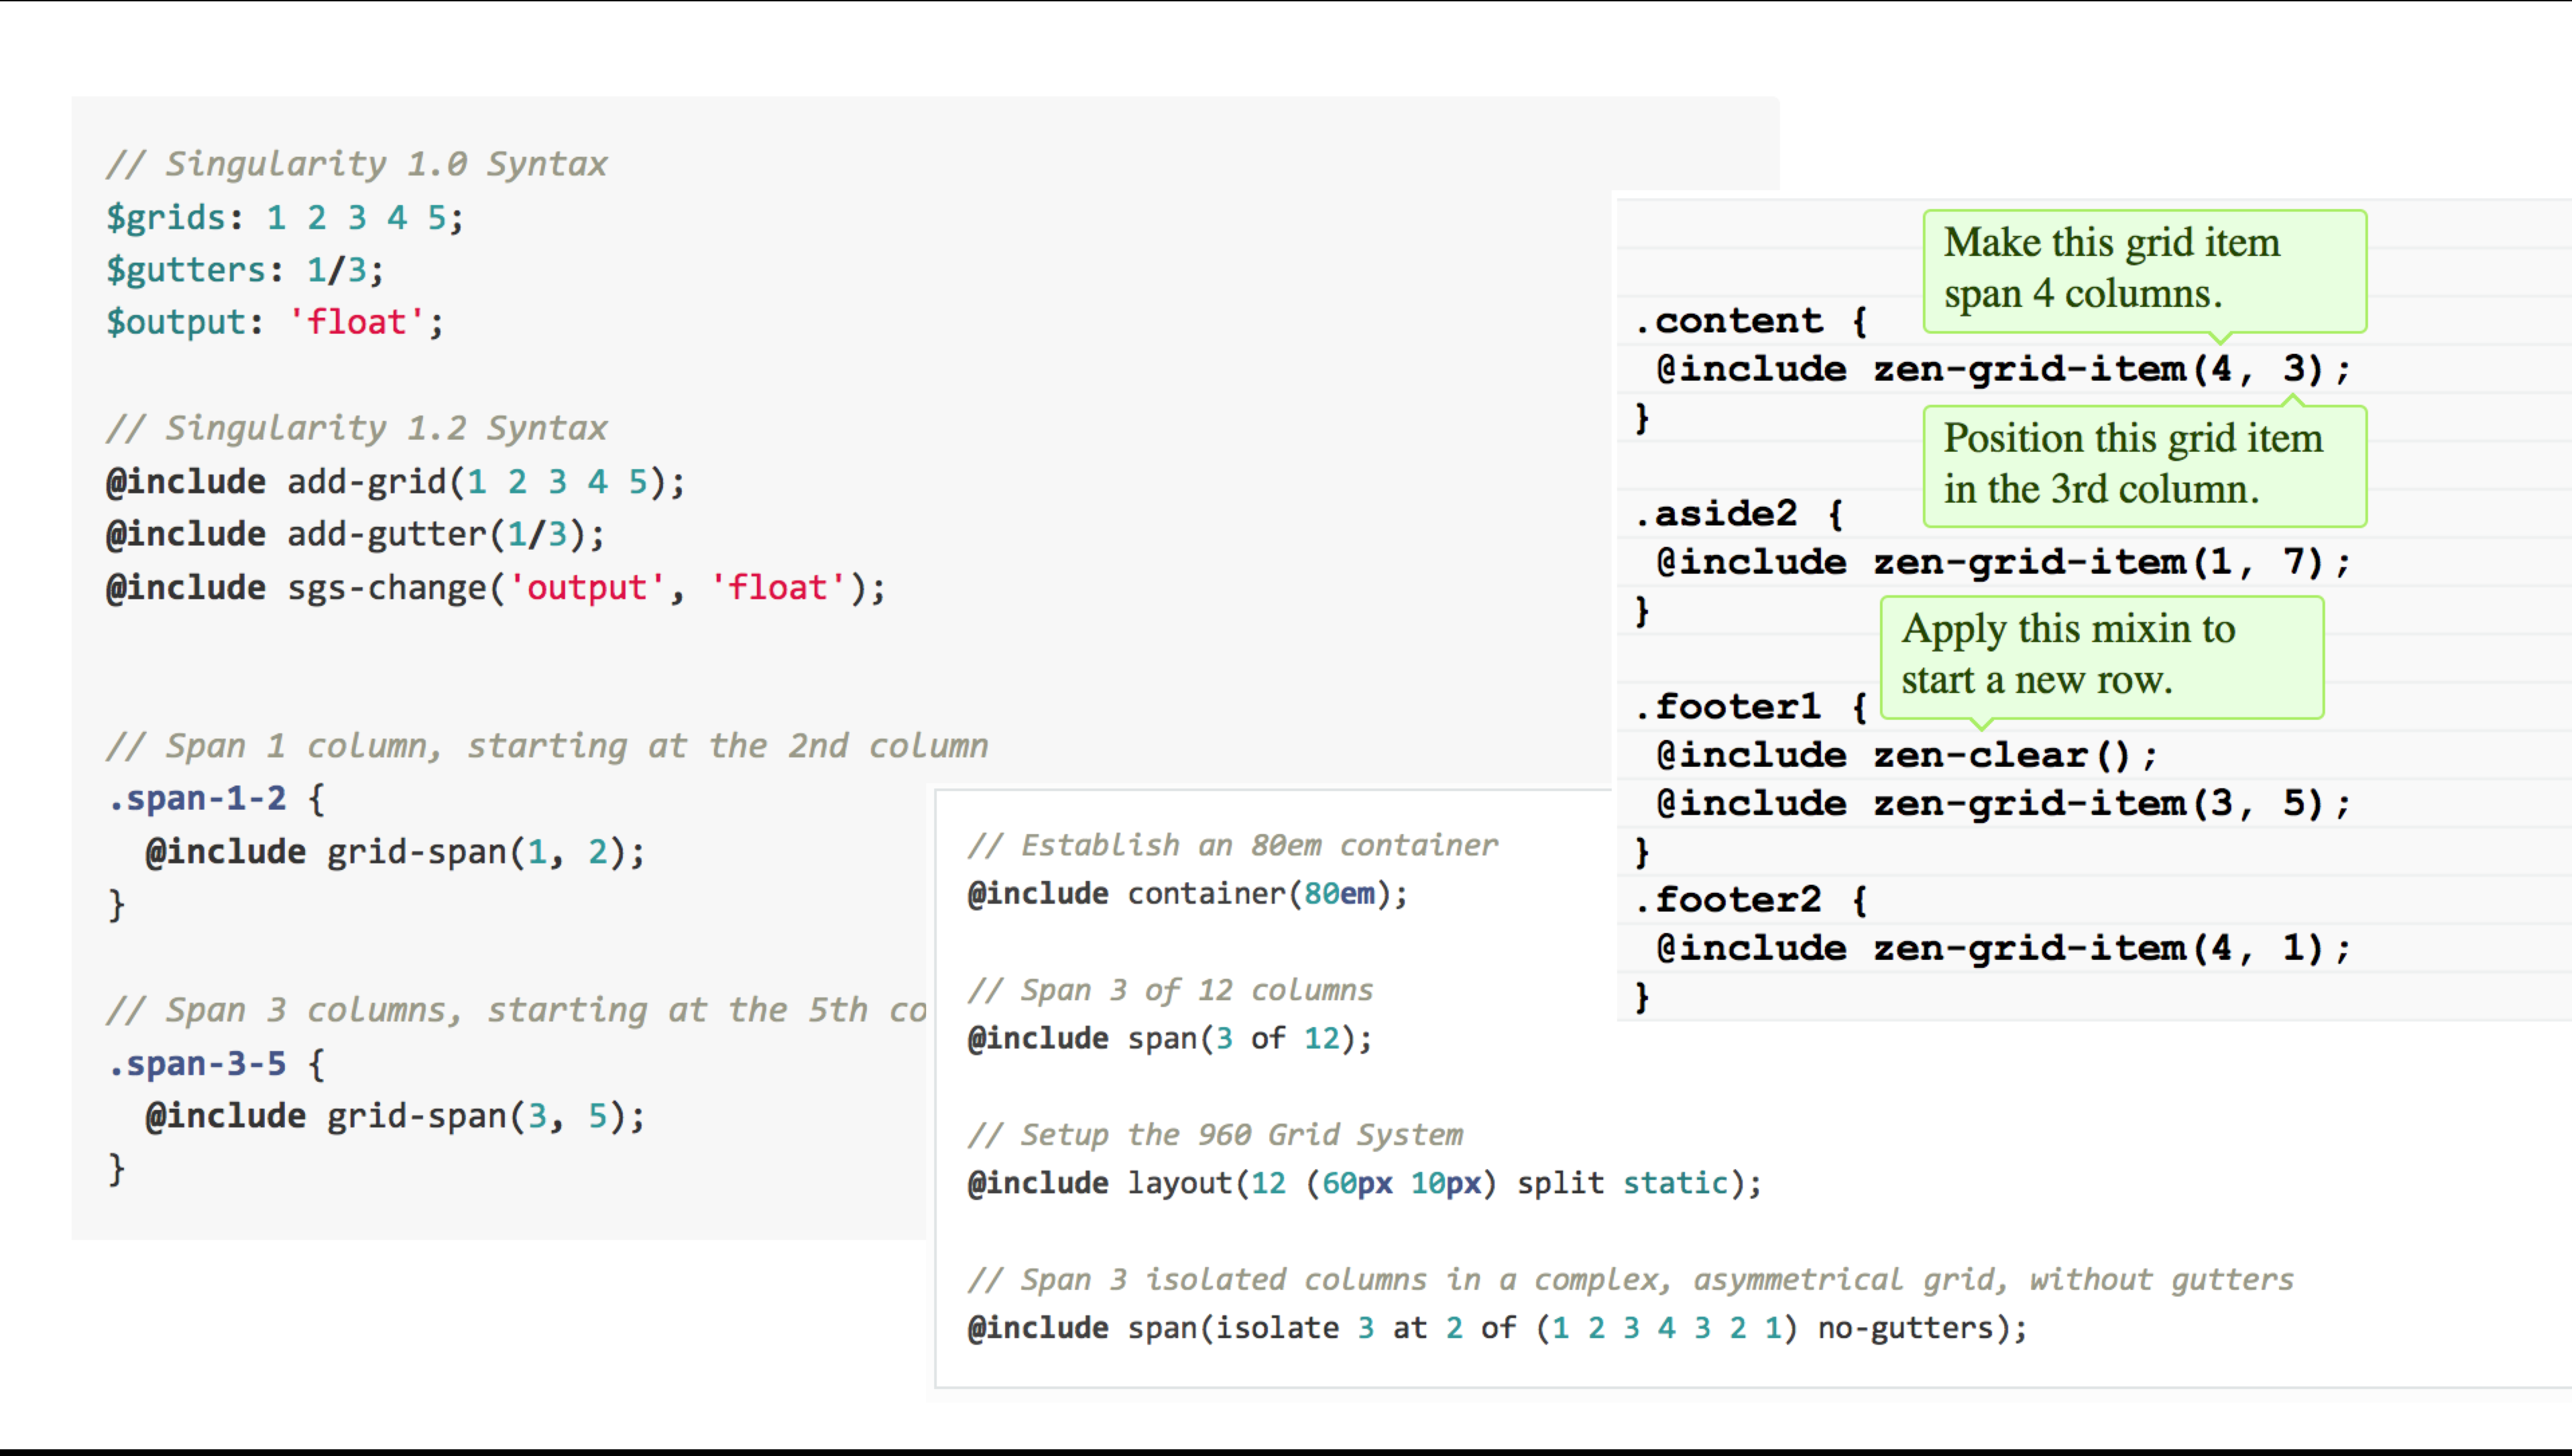 // Singularity 1.0 Syntax
$grids: 1 2 3 4 5;
$gutters: 1/3;
$output: 'float';
// Singularity 1.2 Syntax
@include add-grid(1 2 3 4 5);
@include add-gutter(1/3);
@include sgs-change('output', 'float');
// Span 1 column, starting at the 2nd column
.span-1-2 {
@include grid-span(1, 2);
}
// Span 3 columns, starting at the 5th co
.span-3-5 {
@include grid-span(3, 5);
}
Make this grid item
span 4 columns.
.content {
@include zen-grid-item(4, 3);
}
Position this grid item
in the 3rd column.
.aside2 {
@include zen-grid-item(1, 7);
}
Apply this mixin to
start a new row.
.footer1 {
@include zen-clear();
@include zen-grid-item(3, 5);
}
.footer2 {
@include zen-grid-item(4, 1);
}
// Establish an 80em container
@include container(80em);
// Span 3 of 12 columns
@include span(3 of 12);
// Setup the 960 Grid System
@include layout(12 (60px 10px) split static);
// Span 3 isolated columns in a complex, asymmetrical grid, without gutters
@include span(isolate 3 at 2 of (1 2 3 4 3 2 1) no-gutters);